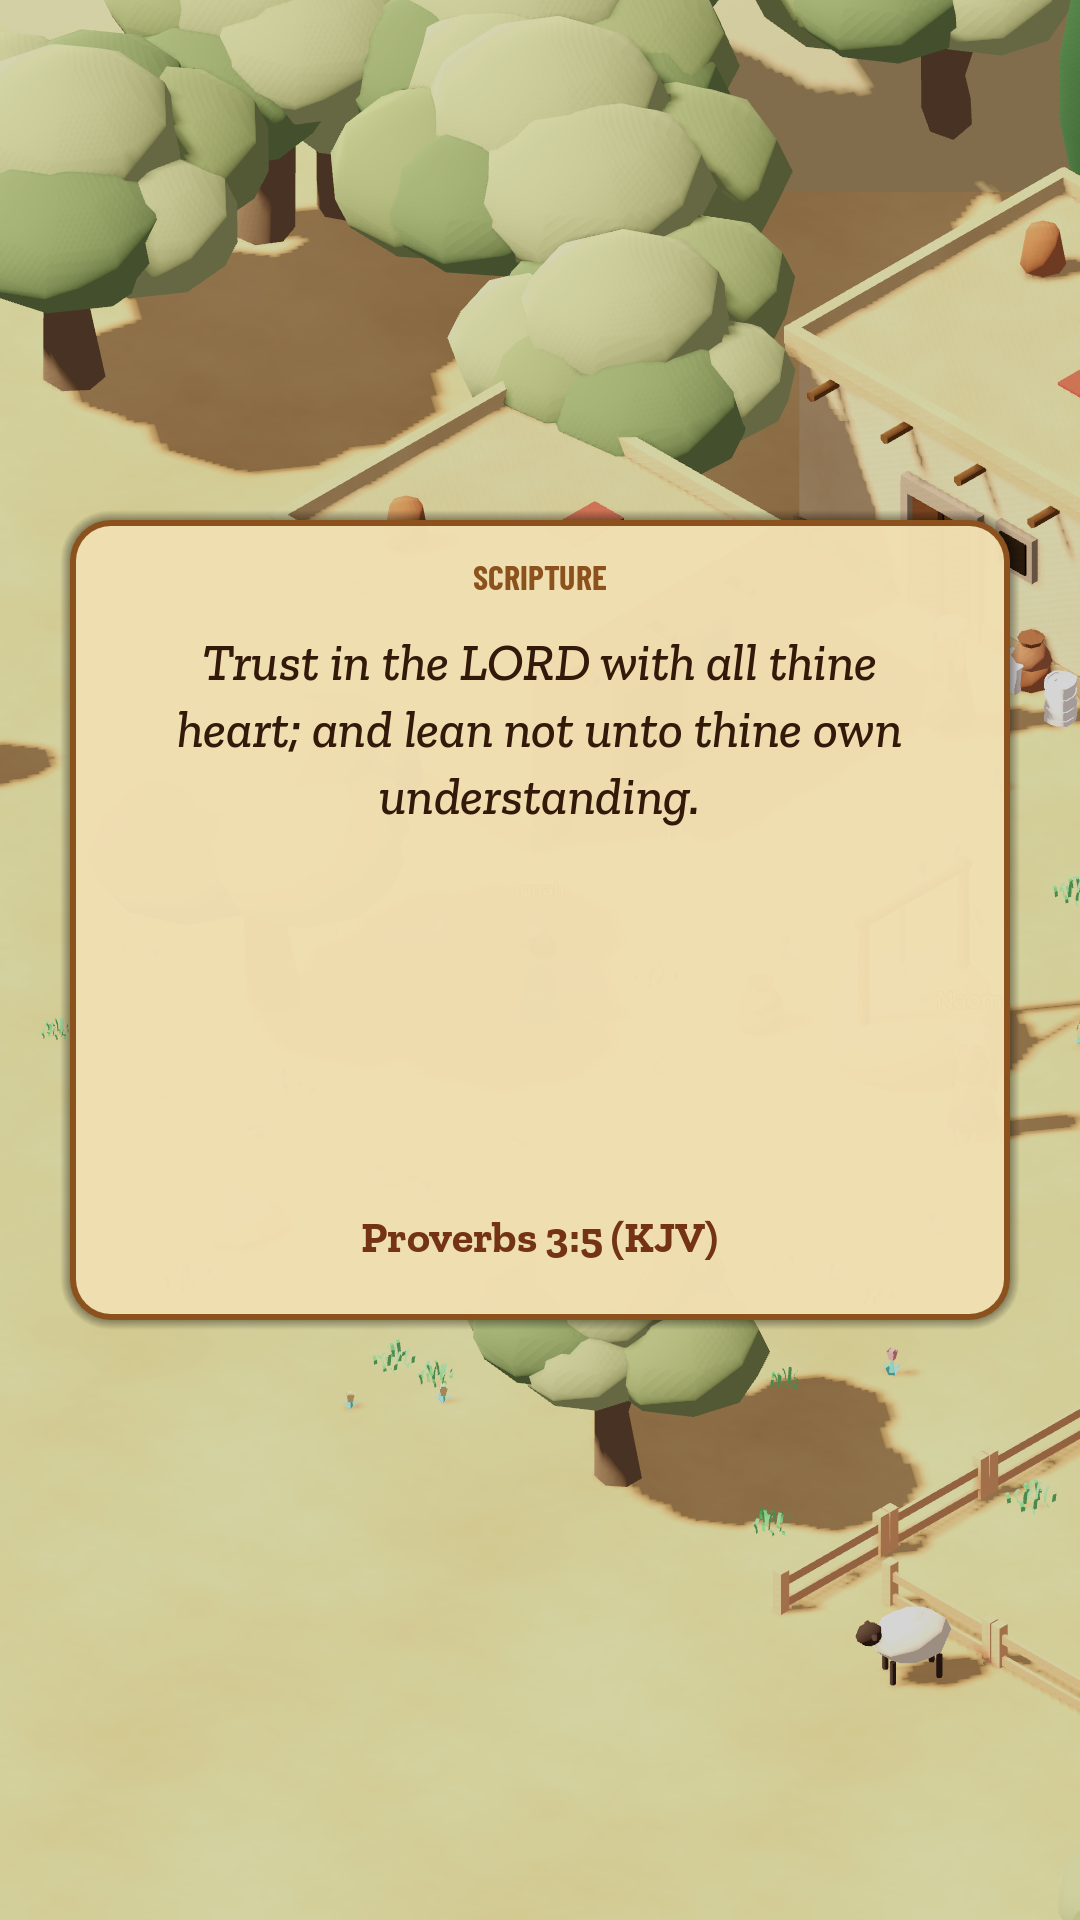 SCRIPTURE
Trust in the LORD with all thine
heart; and lean not unto thine own
understanding.
Proverbs 3:5 (KJV)